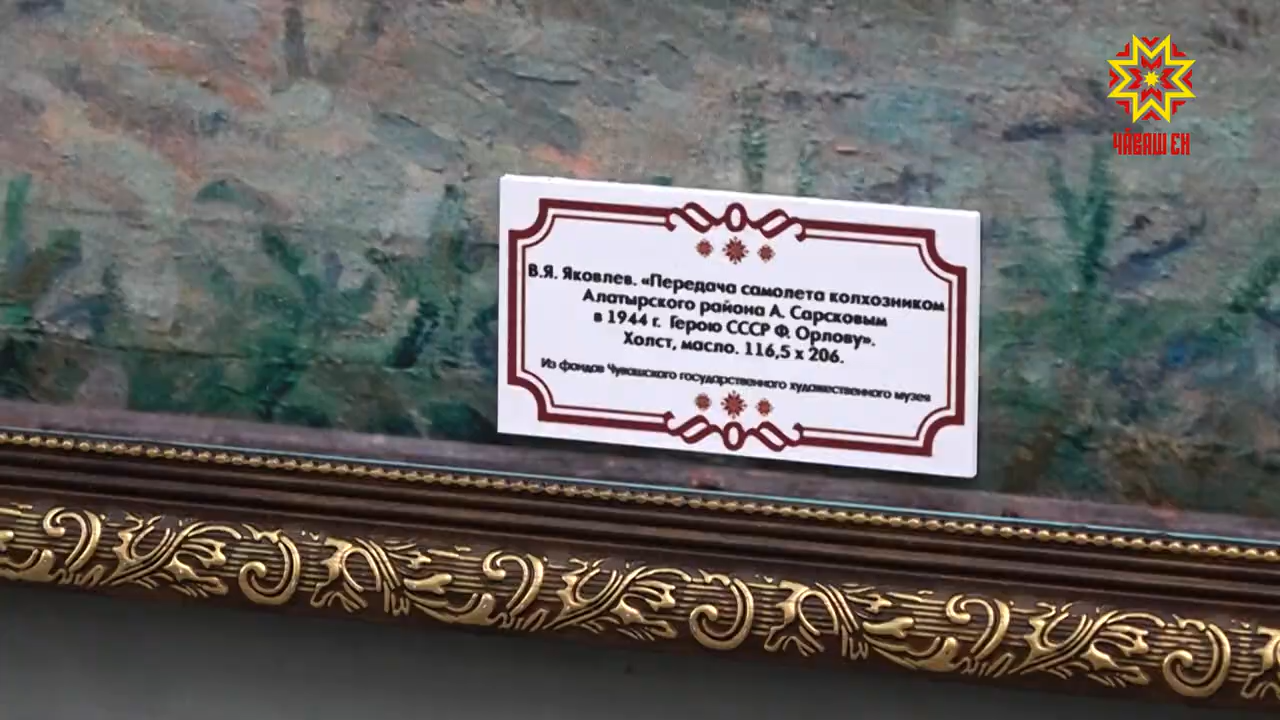 ЧӐВАШ ЕН
В.Я. Яковлев. «Передача самолета колхозником
Алатырского района А. Сарсковым
в 1944 г. Герою СССР Ф. Орлову».
Холст, масло. 116,5 х 206.
Из фондов Чувашского государственного художественного музея